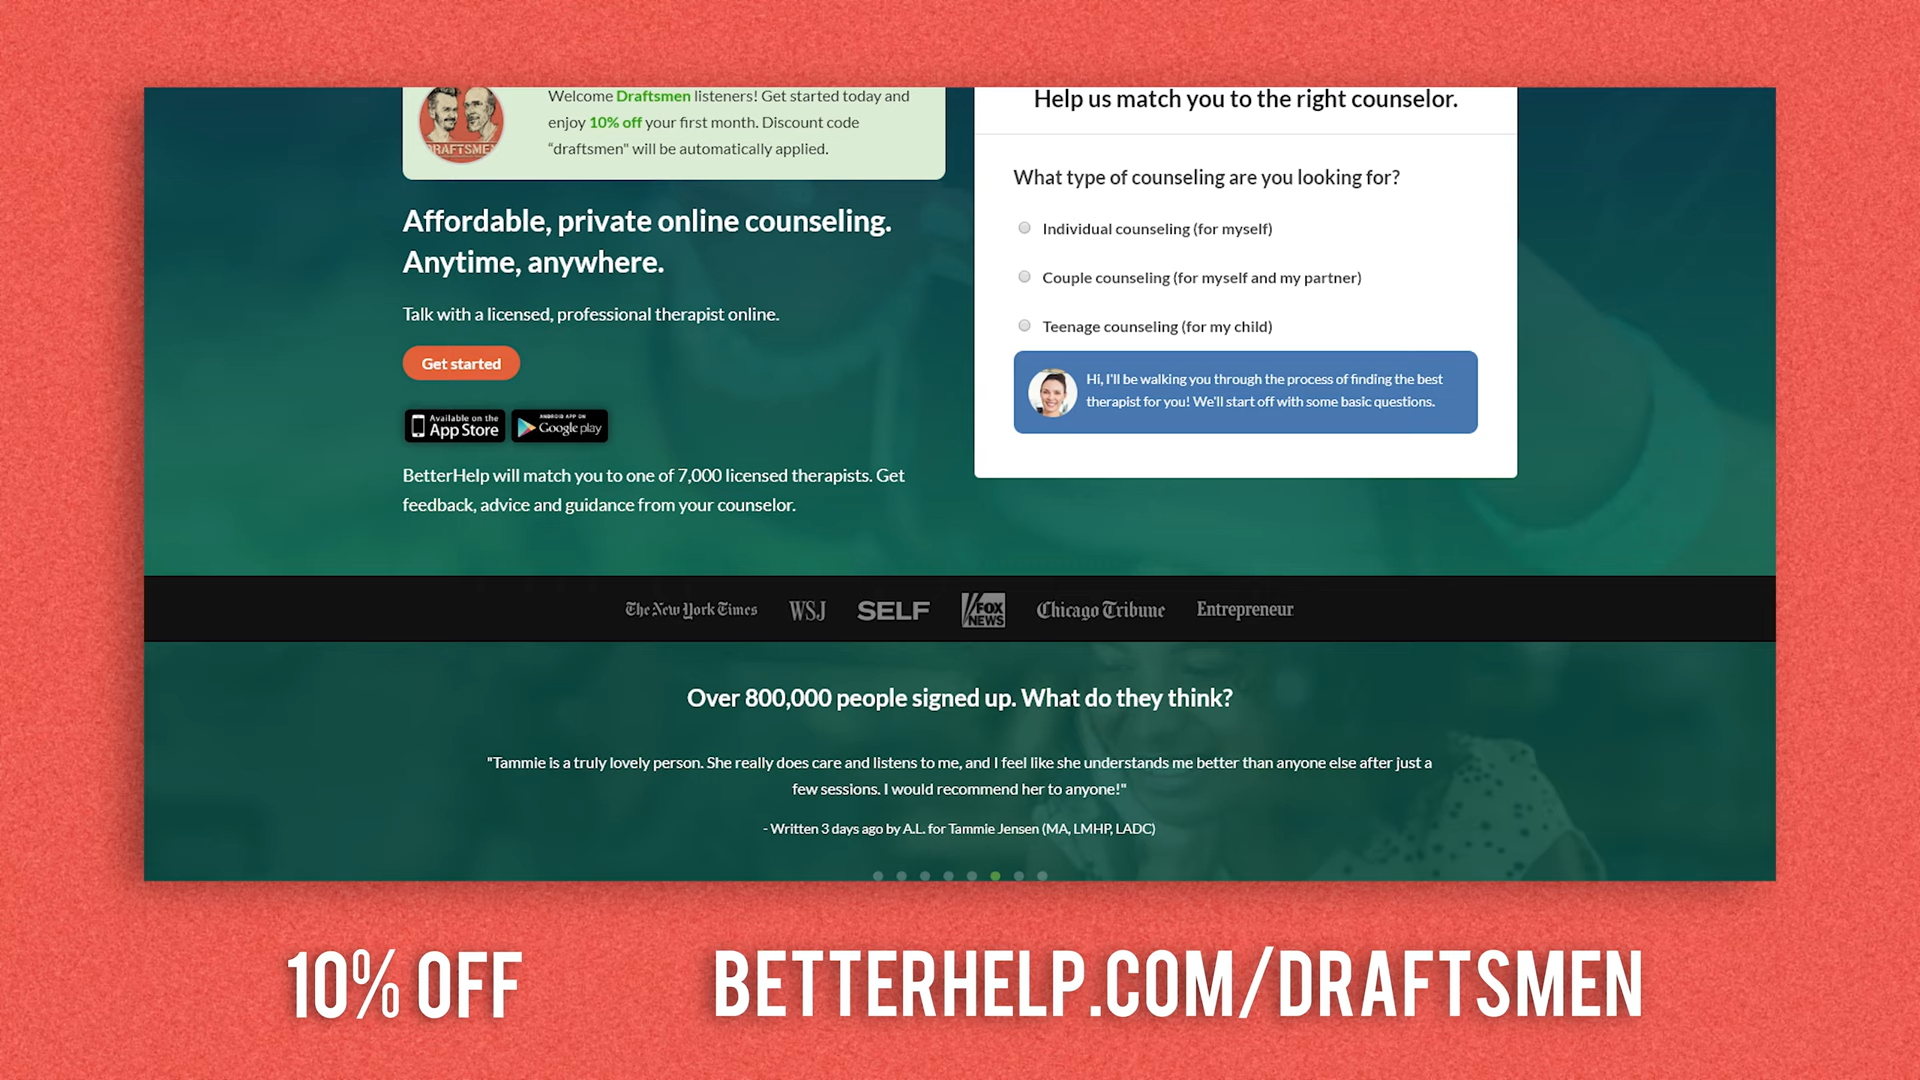 Welcome Draftsmen listeners! Get started today and
enjoy 10% off your first month. Discount code
“draftsmen" will be automatically applied.
DRAFTSMEN
Affordable, private online counseling.
Anytime, anywhere.
Talk with a licensed, professional therapist online.
Get started
Available on the
App Store
ANDROID APP ON
Google play
BetterHelp will match you to one of 7,000 licensed therapists. Get
feedback, advice and guidance from your counselor.
Help us match you to the right counselor.
What type of counseling are you looking for?
Individual counseling (for myself)
Couple counseling (for myself and my partner)
Teenage counseling (for my child)
Hi, I'll be walking you through the process of finding the best
therapist for you! We'll start off with some basic questions.
The New York Times WSJ SELF FOX NEWS Chicago Tribune Entrepreneur
Over 800,000 people signed up. What do they think?
"Tammie is a truly lovely person. She really does care and listens to me, and I feel like she understands me better than anyone else after just a
few sessions. I would recommend her to anyone!"
- Written 3 days ago by A.L. for Tammie Jensen (MA, LMHP, LADC)
10% OFF BETTERHELP.COM/DRAFTSMEN